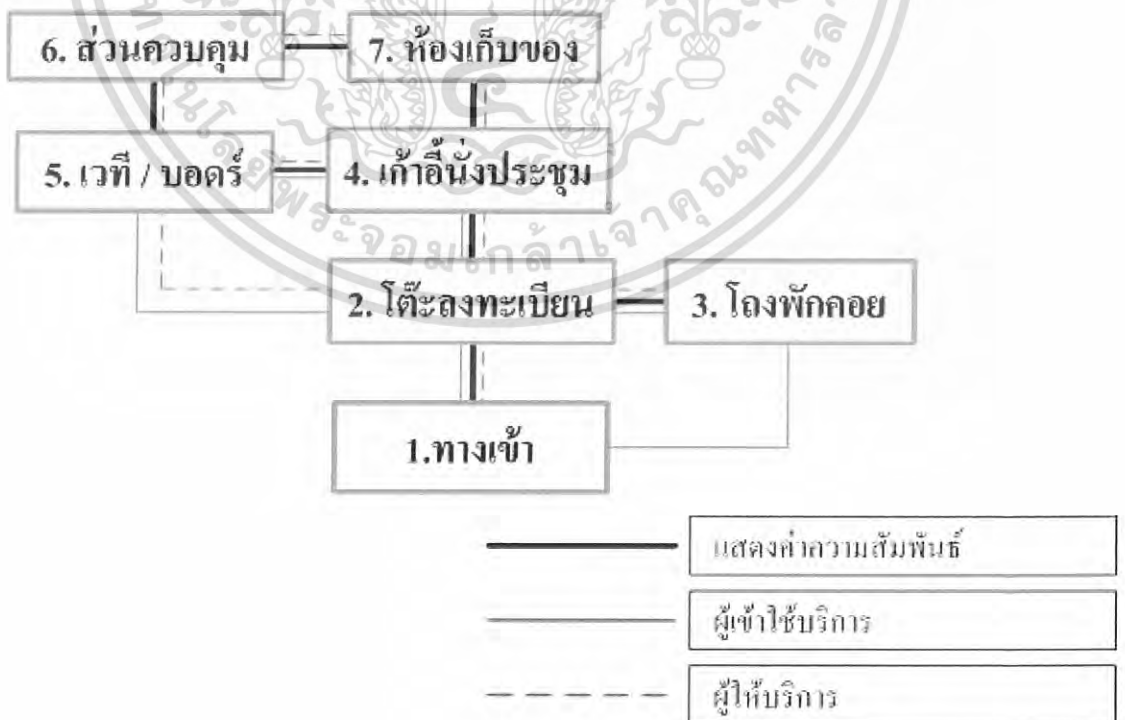 6. ส่วนควบคุม
7. ห้องเก็บของ
5. เวที / บอดร์
4. เก้าอี้นั่งประชุม
2. โต๊ะลงทะเบียน
3. โถงพักคอย
1.ทางเข้า
แสดงค่าความสัมพันธ์
ผู้เข้าใช้บริการ
ผู้ให้บริการ